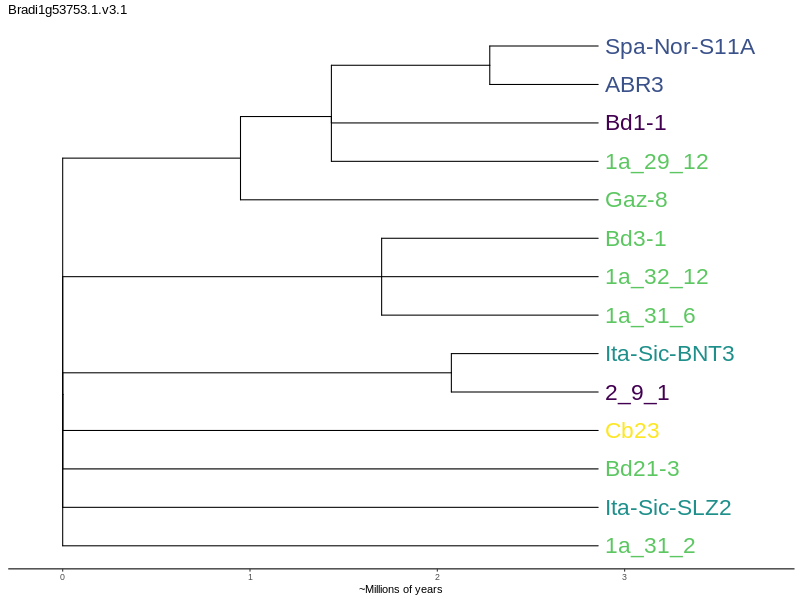 Bradi1g53753.1.v3.1
Spa-Nor-S11A
ABR3
Bd1-1
1a_29_12
Gaz-8
Bd3-1
1a_32_12
1a_31_6
Ita-Sic-BNT3
2_9_1
Cb23
Bd21-3
Ita-Sic-SLZ2
1a_31_2
0 1 2 3
~Millions of years